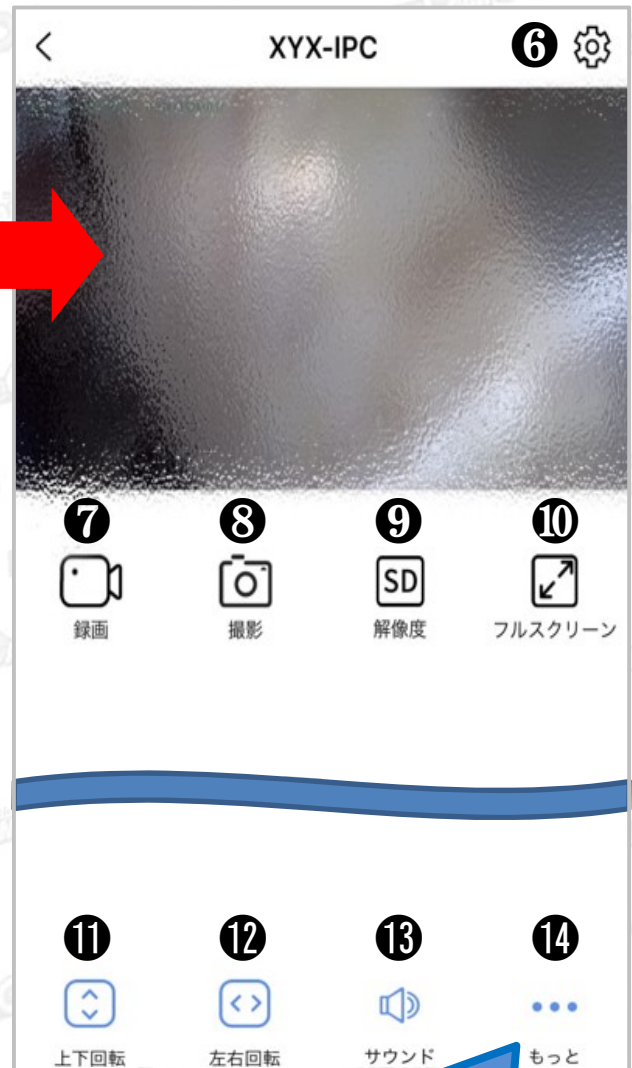 XYX-IPC ❻
❼ ❽ ❾ ❿
SD
録画 撮影 解像度 フルスクリーン
⓫ ⓬ ⓭ ⓮
上下回転 左右回転 サウンド もっと